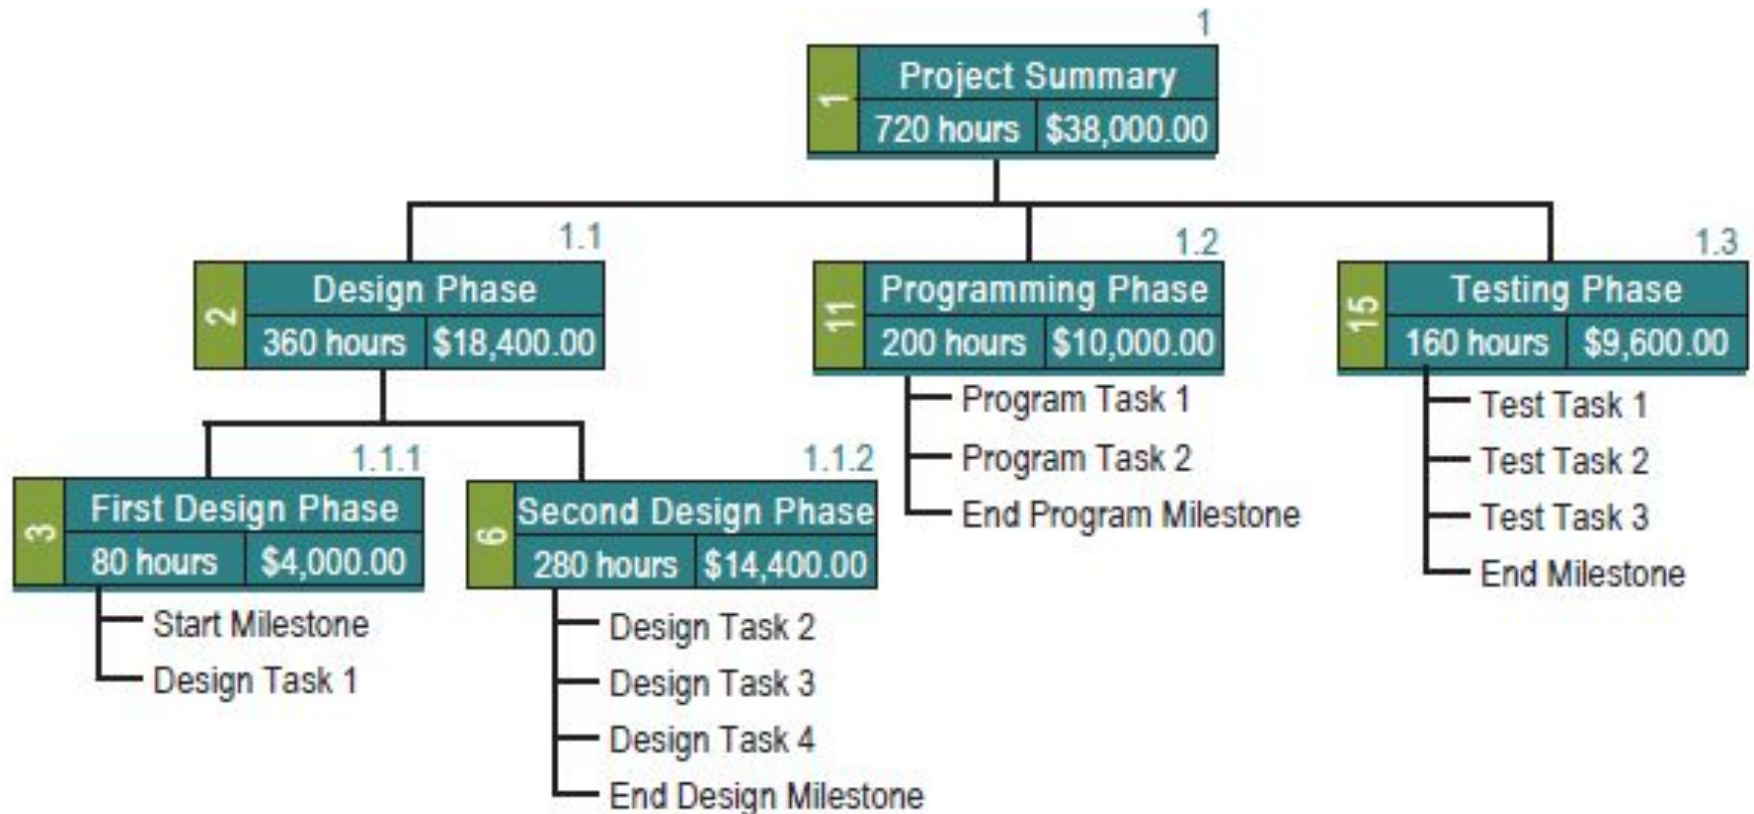 1
1
Project Summary
720 hours $38,000.00
1.1
2
Design Phase
360 hours $18,400.00
1.2
11
Programming Phase
200 hours $10,000.00
1.3
15
Testing Phase
160 hours $9,600.00
1.1.1
3
First Design Phase
80 hours $4,000.00
Start Milestone
Design Task 1
1.1.2
6
Second Design Phase
280 hours $14,400.00
Design Task 2
Design Task 3
Design Task 4
End Design Milestone
Program Task 1
Program Task 2
End Program Milestone
Test Task 1
Test Task 2
Test Task 3
End Milestone